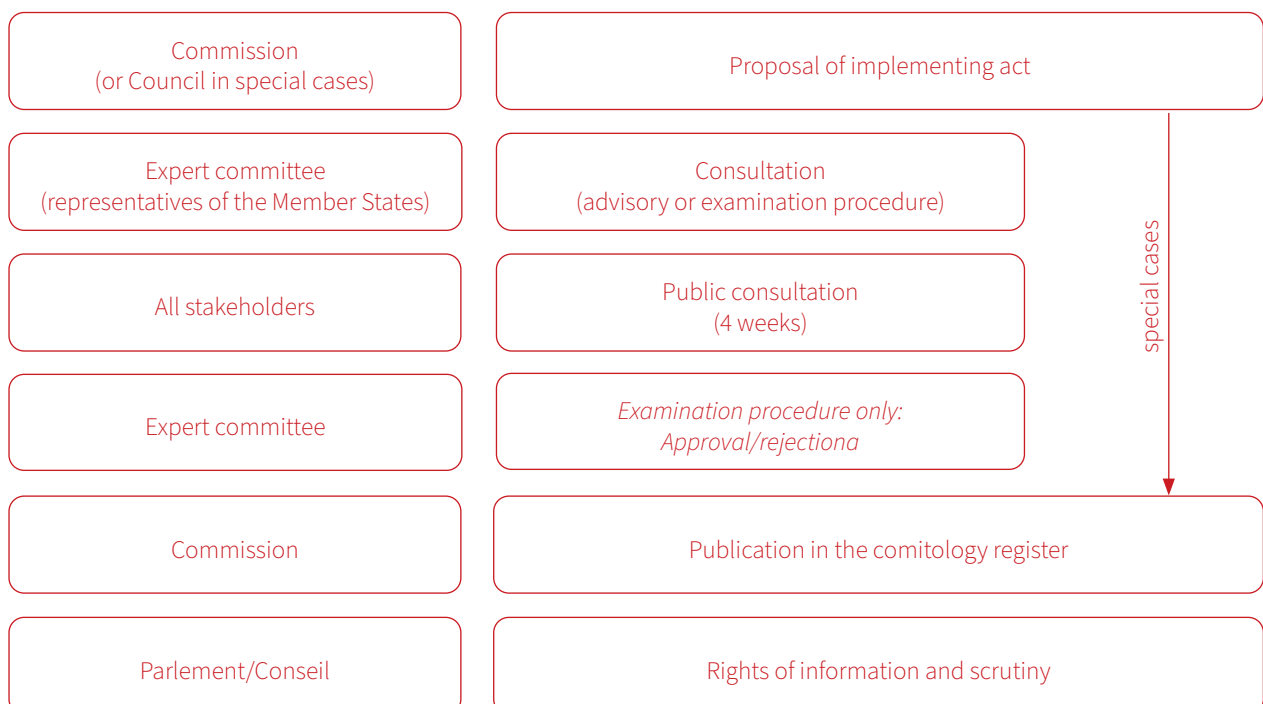 Commission
(or Council in special cases)
Proposal of implementing act
Expert committee
(representatives of the Member States)
Consultation
(advisory or examination procedure)
All stakeholders
Public consultation
(4 weeks)
special cases
Expert committee
Examination procedure only:
Approval/rejectiona
Commission
Publication in the comitology register
Parlement/Conseil
Rights of information and scrutiny